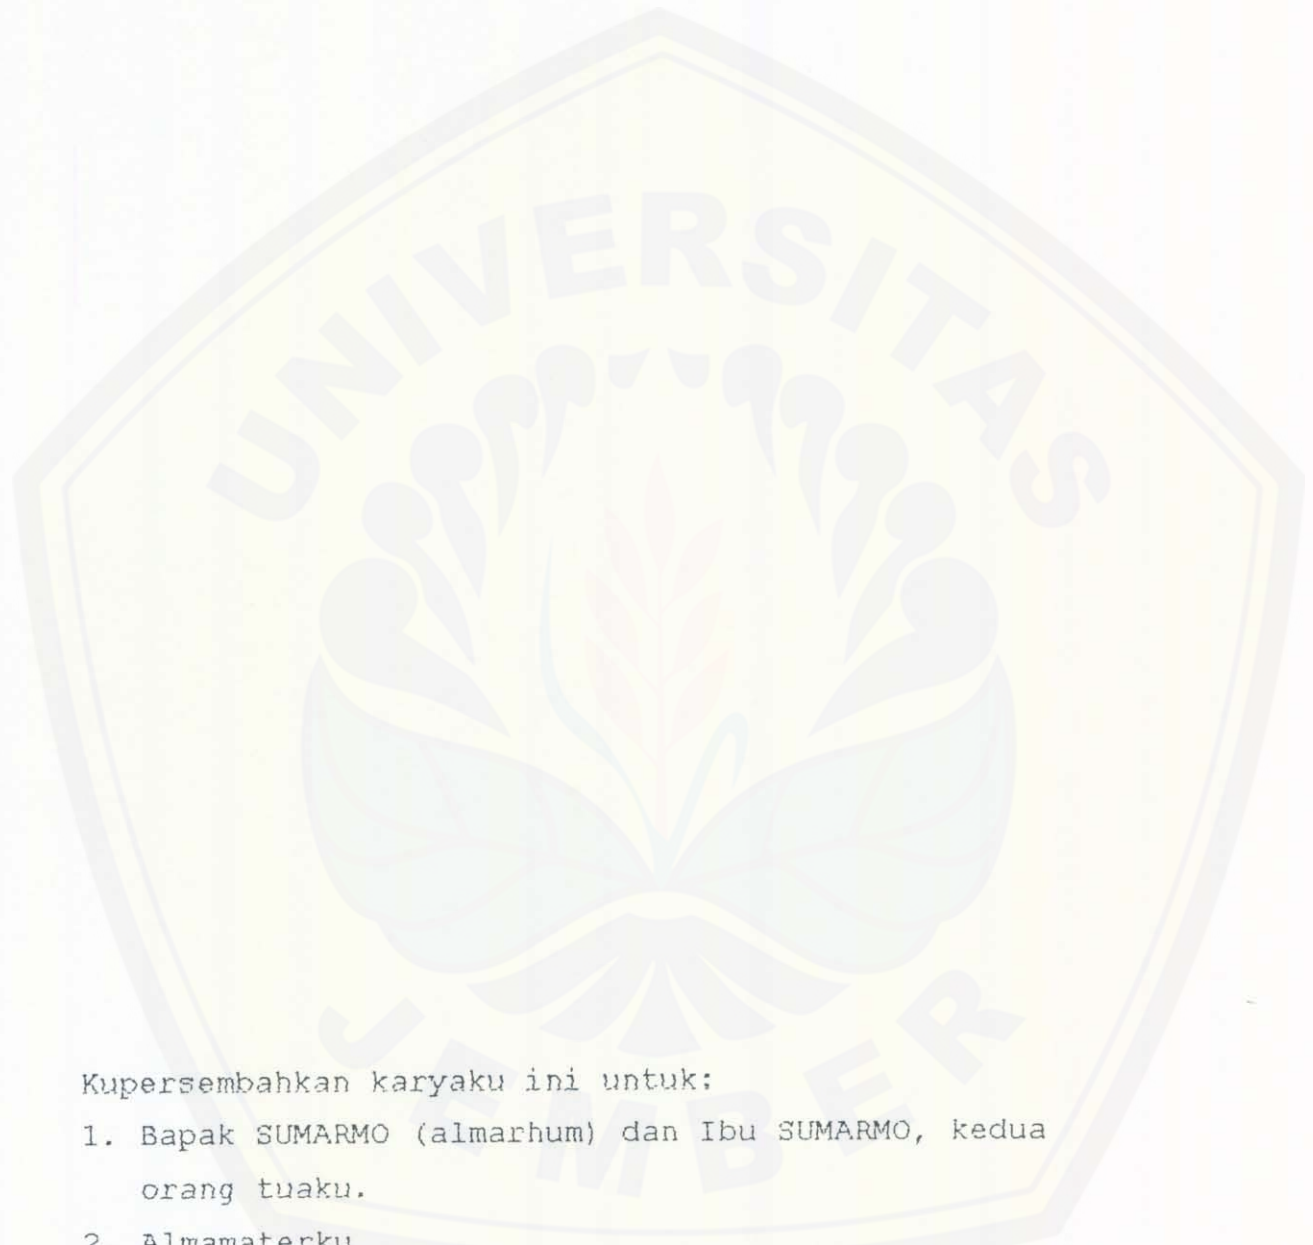 UNIVERSITAS
JEMBER
Kupersembahkan karyaku ini untuk:
1. Bapak SUMARMO (almarhum) dan Ibu SUMARMO, kedua
orang tuaku.
2. Almamaterku